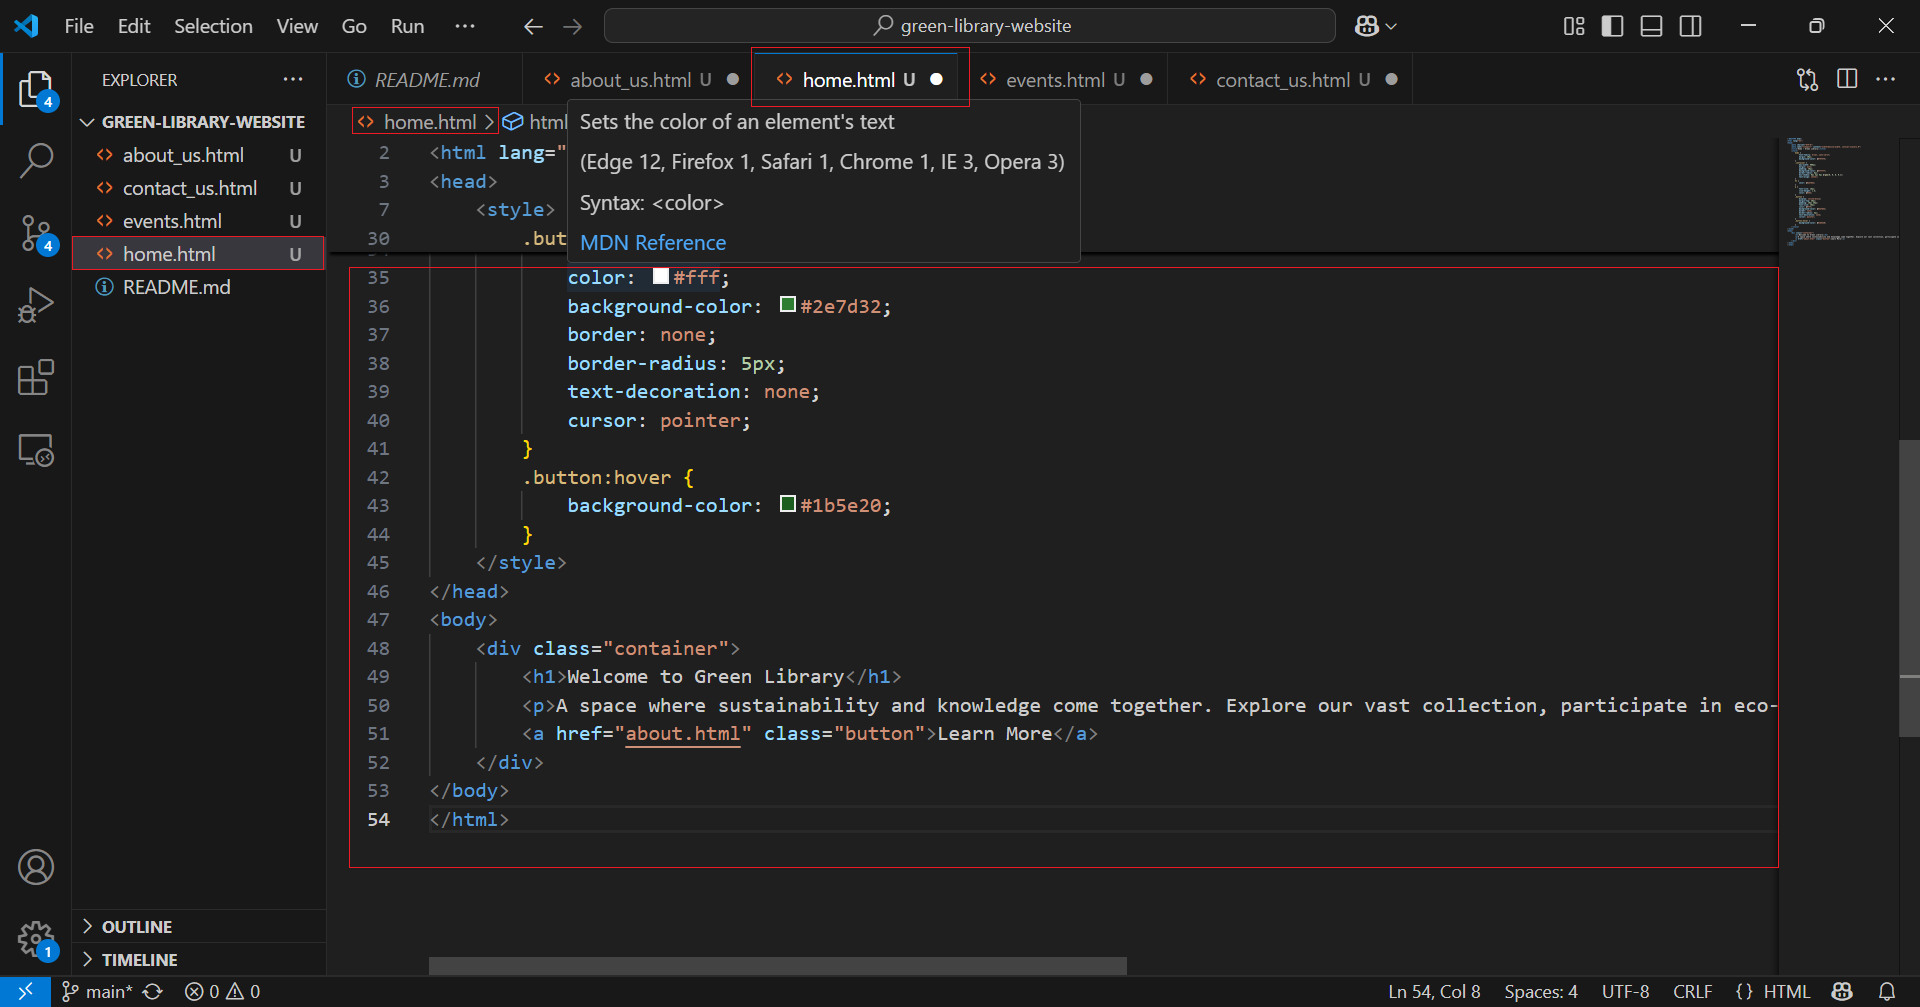 File Edit Selection View Go Run ··· green-library-website
EXPLORER ···
README.md about_us.html U home.html U events.html U contact_us.html U ···
GREEN-LIBRARY-WEBSITE
about_us.html U
contact_us.html U
events.html U
home.html U
README.md
home.html > html
Sets the color of an element's text
(Edge 12, Firefox 1, Safari 1, Chrome 1, IE 3, Opera 3)
Syntax: <color>
MDN Reference
2 <html lang="
3 <head>
7 <style>
30 .but
35 color: #fff;
36 background-color: #2e7d32;
37 border: none;
38 border-radius: 5px;
39 text-decoration: none;
40 cursor: pointer;
41 }
42 .button:hover {
43 background-color: #1b5e20;
44 }
45 </style>
46 </head>
47 <body>
48 <div class="container">
49 <h1>Welcome to Green Library</h1>
50 <p>A space where sustainability and knowledge come together. Explore our vast collection, participate in eco-
51 <a href="about.html" class="button">Learn More</a>
52 </div>
53 </body>
54 </html>
4
4
1
OUTLINE
TIMELINE
main* 0 0 Ln 54, Col 8 Spaces: 4 UTF-8 CRLF {} HTML